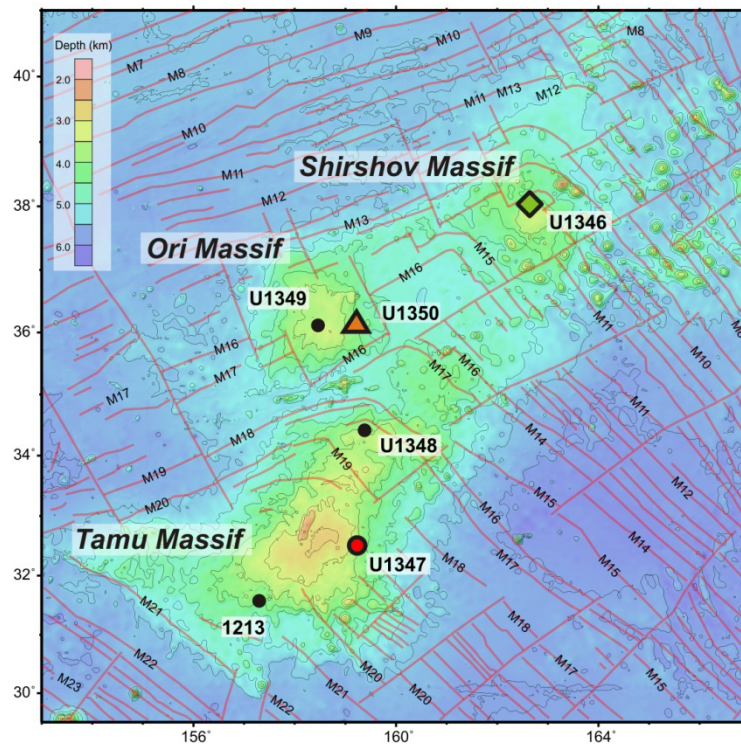 Depth (km)
2.0
3.0
4.0
5.0
6.0
40°
38°
36°
34°
32°
30°
156°
160°
164°
M7
M8
M9
M10
M8
M10
M11
M13
M12
M11
M12
M13
Shirshov Massif
U1346
M15
M16
Ori Massif
U1349
U1350
M16
M17
M16
M17
M16
M17
M11
M10
M18
U1348
M14
M11
M19
M19
M20
M15
M12
M16
M14
Tamu Massif
U1347
M18
M17
M15
1213
M21
M22
M23
M22
M20
M21
M20
M18
M17
M15